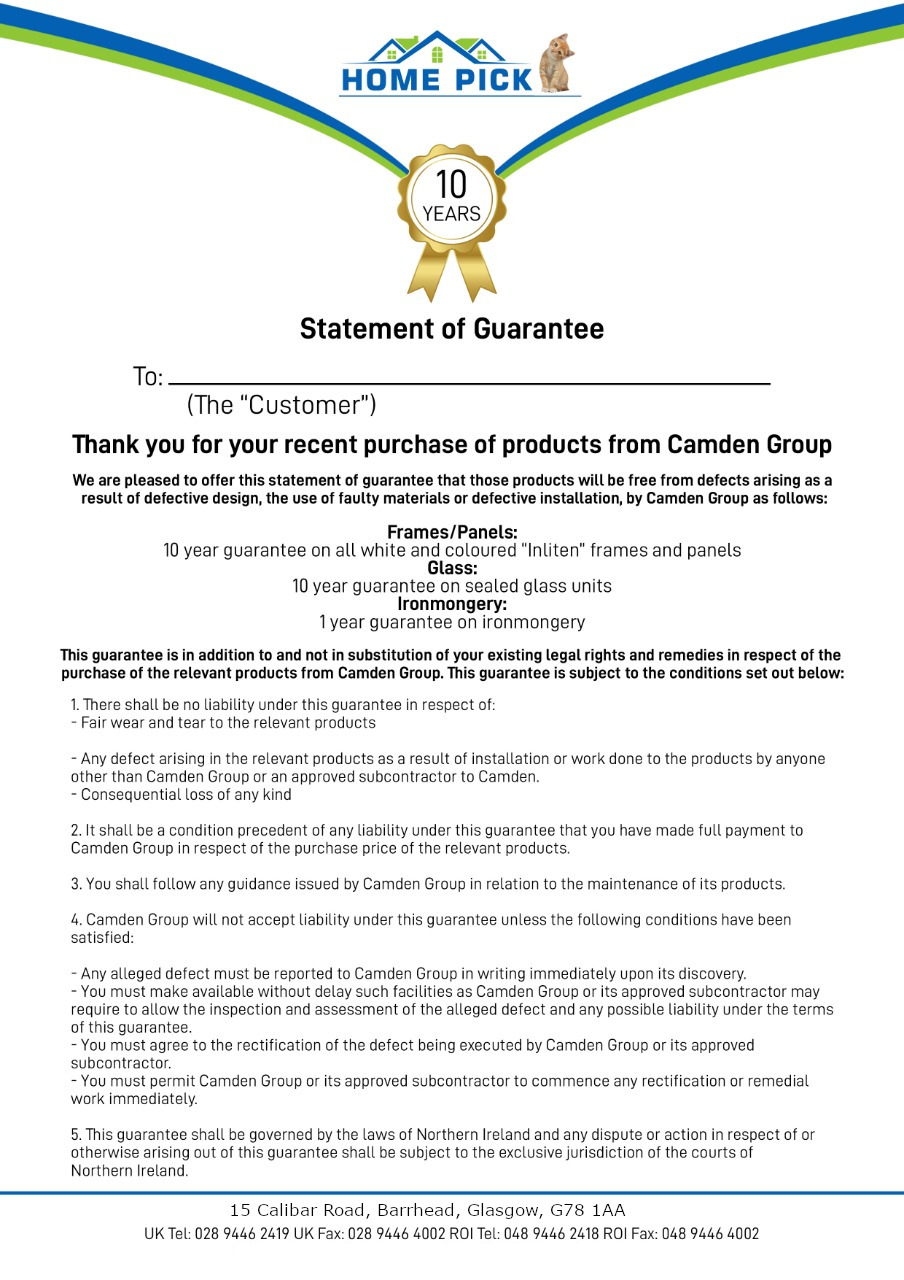 HOME PICK
10
YEARS
Statement of Guarantee
To:
(The “Customer”)
Thank you for your recent purchase of products from Camden Group
We are pleased to offer this statement of guarantee that those products will be free from defects arising as a
result of defective design, the use of faulty materials or defective installation, by Camden Group as follows:
Frames/Panels:
10 year guarantee on all white and coloured “Inliten” frames and panels
Glass:
10 year guarantee on sealed glass units
Ironmongery:
1 year guarantee on ironmongery
This guarantee is in addition to and not in substitution of your existing legal rights and remedies in respect of the
purchase of the relevant products from Camden Group. This guarantee is subject to the conditions set out below:
1. There shall be no liability under this guarantee in respect of:
- Fair wear and tear to the relevant products
- Any defect arising in the relevant products as a result of installation or work done to the products by anyone
other than Camden Group or an approved subcontractor to Camden.
- Consequential loss of any kind
2. It shall be a condition precedent of any liability under this guarantee that you have made full payment to
Camden Group in respect of the purchase price of the relevant products.
3. You shall follow any guidance issued by Camden Group in relation to the maintenance of its products.
4. Camden Group will not accept liability under this guarantee unless the following conditions have been
satisfied:
- Any alleged defect must be reported to Camden Group in writing immediately upon its discovery.
- You must make available without delay such facilities as Camden Group or its approved subcontractor may
require to allow the inspection and assessment of the alleged defect and any possible liability under the terms
of this guarantee.
- You must agree to the rectification of the defect being executed by Camden Group or its approved
subcontractor.
- You must permit Camden Group or its approved subcontractor to commence any rectification or remedial
work immediately.
5. This guarantee shall be governed by the laws of Northern Ireland and any dispute or action in respect of or
otherwise arising out of this guarantee shall be subject to the exclusive jurisdiction of the courts of
Northern Ireland.
15 Calibar Road, Barrhead, Glasgow, G78 1AA
UK Tel: 028 9446 2419 UK Fax: 028 9446 4002 ROI Tel: 048 9446 2418 ROI Fax: 048 9446 4002